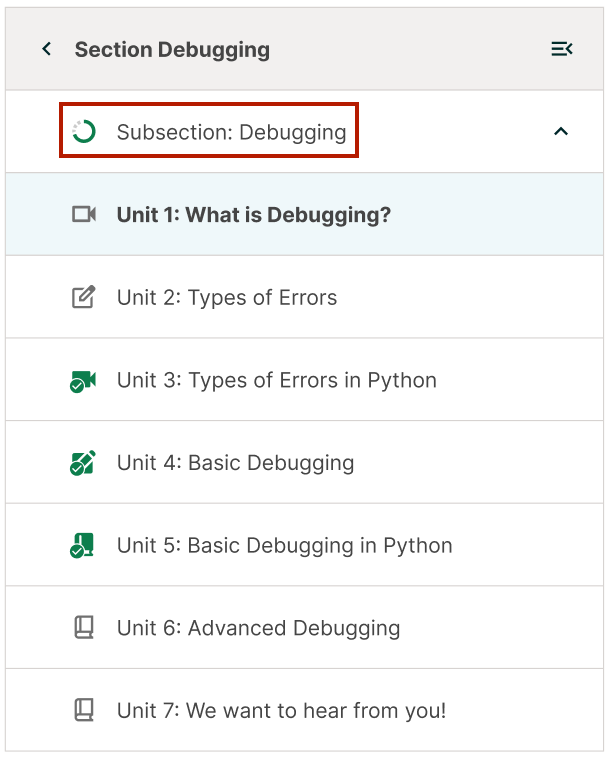 Section Debugging
Subsection: Debugging
Unit 1: What is Debugging?
Unit 2: Types of Errors
Unit 3: Types of Errors in Python
Unit 4: Basic Debugging
Unit 5: Basic Debugging in Python
Unit 6: Advanced Debugging
Unit 7: We want to hear from you!